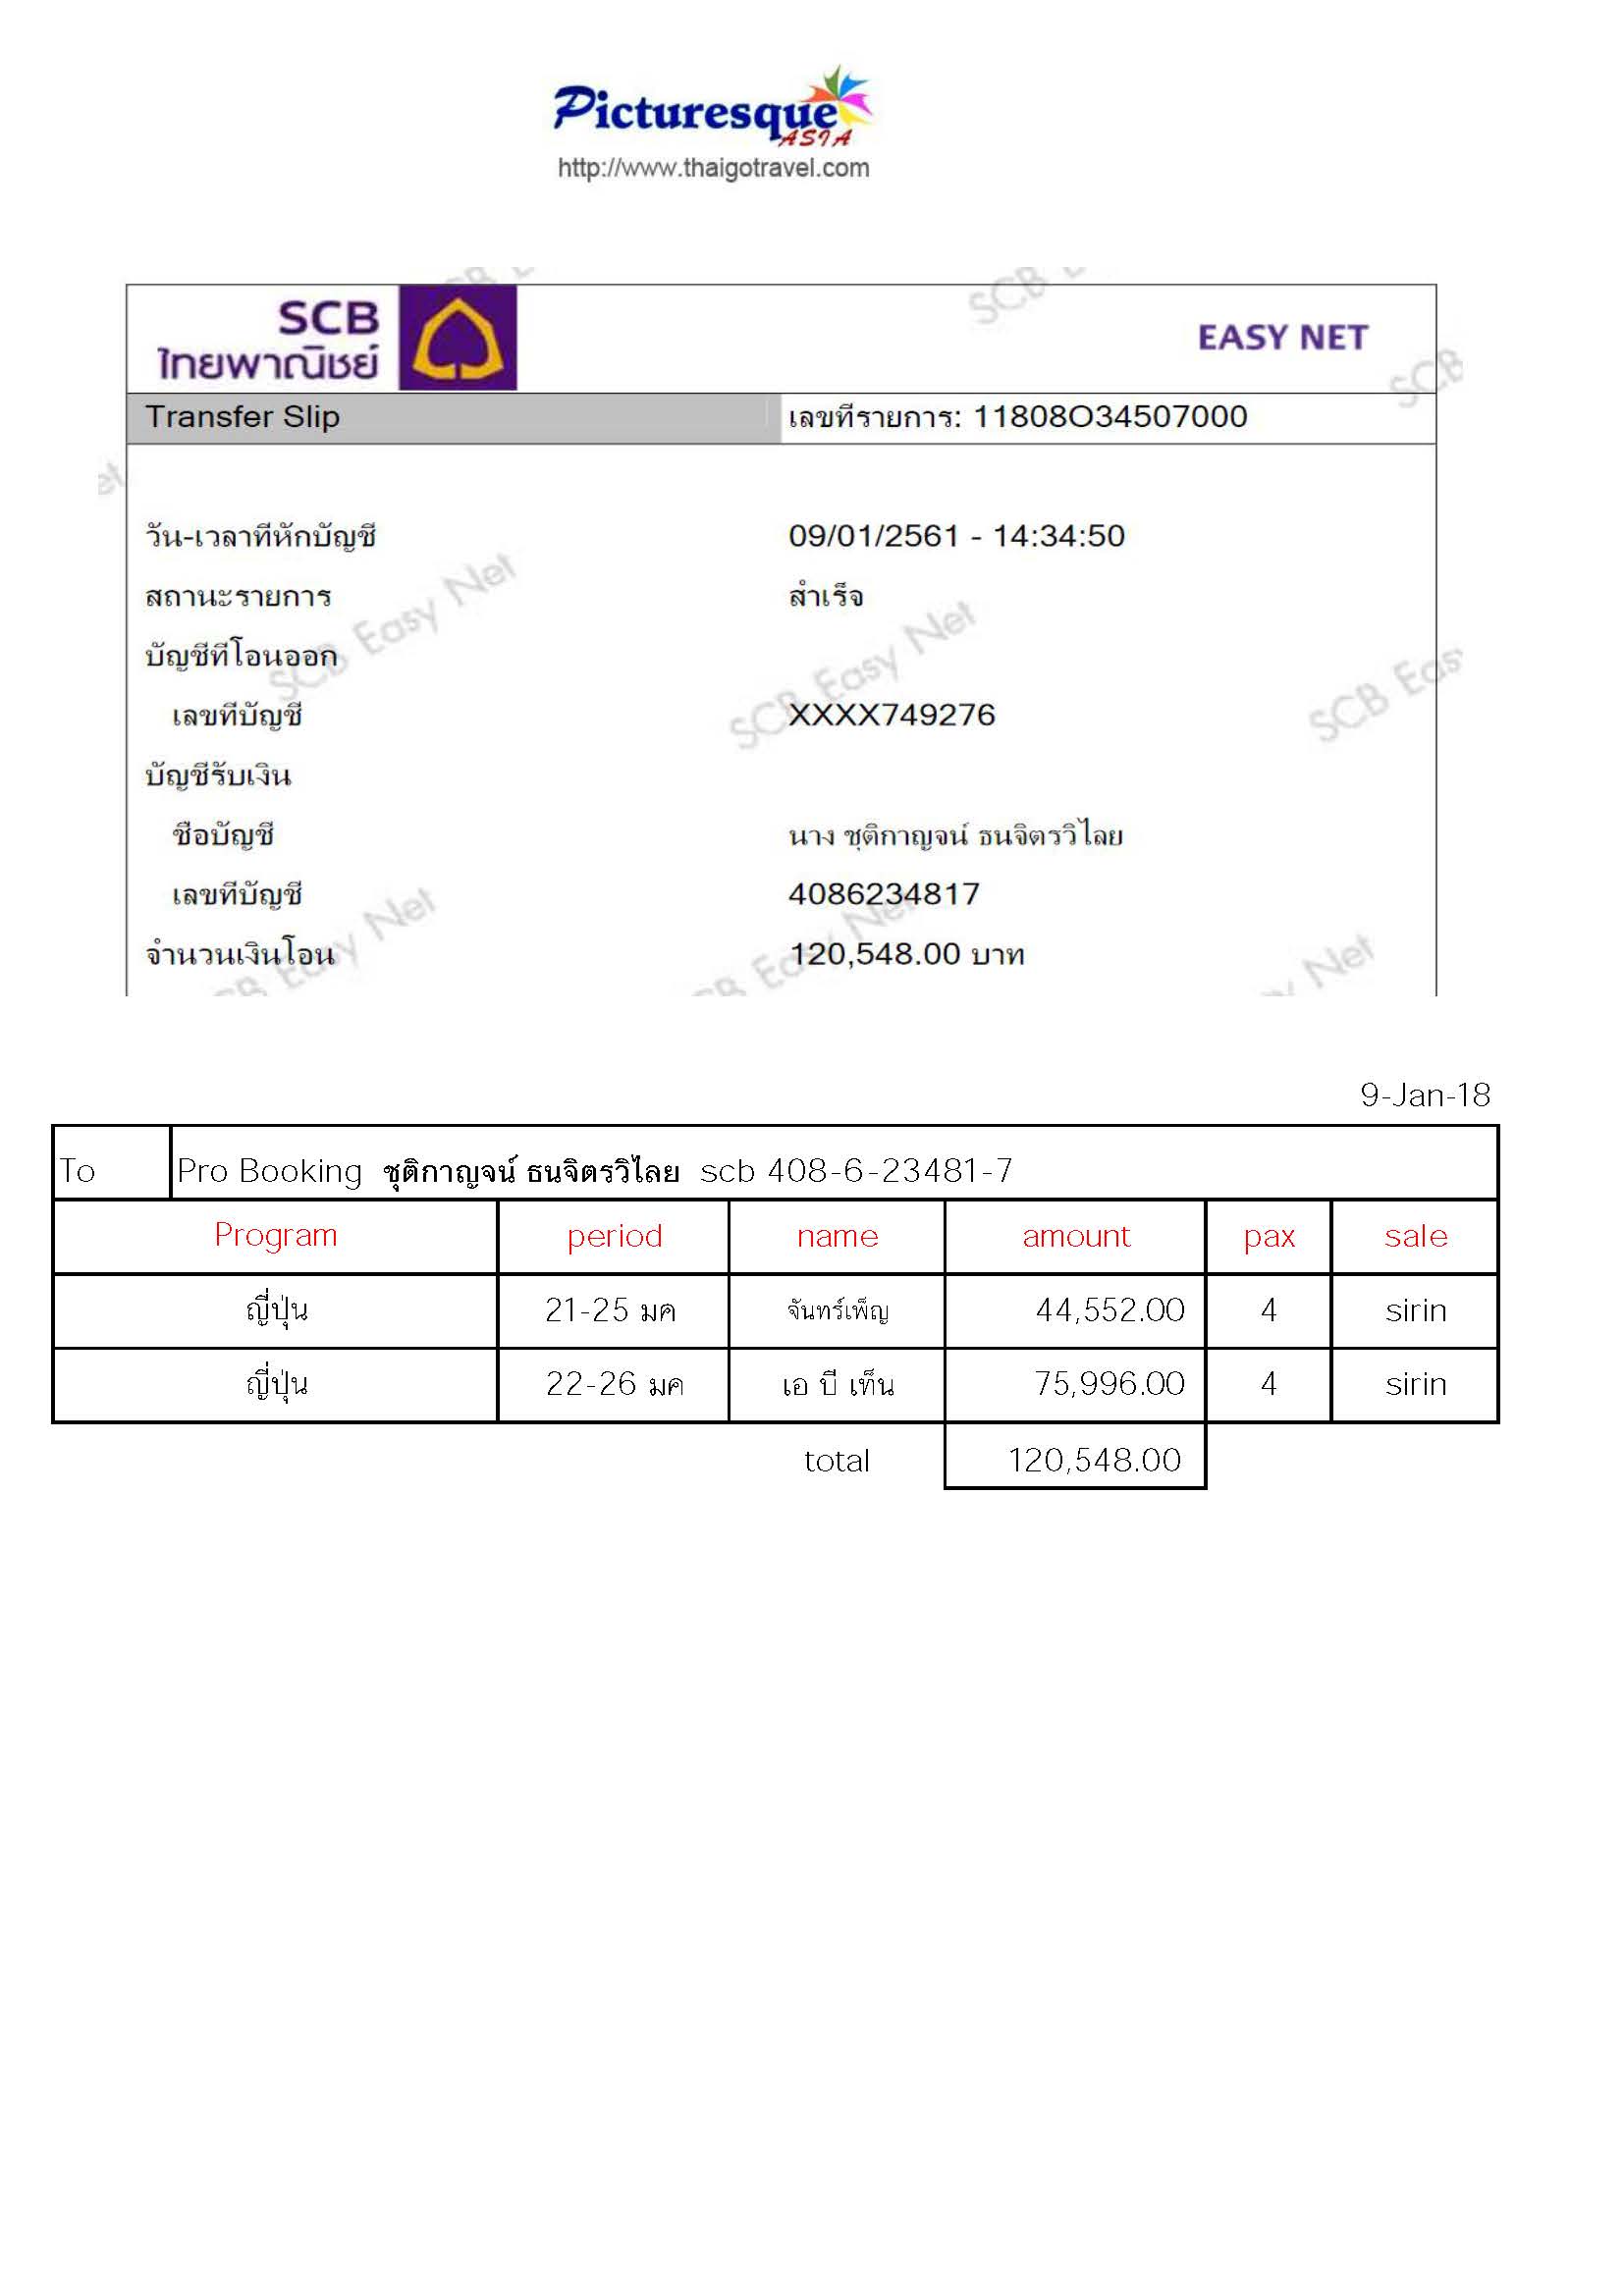 Picturesque
ASIA
http://www.thaigotravel.com
SCB
ไทยพาณิชย์
EASY NET
Transfer Slip เลขที่รายการ: 11808O34507000
วัน-เวลาที่หักบัญชี 09/01/2561 - 14:34:50
สถานะรายการ สำเร็จ
บัญชีที่โอนออก
เลขที่บัญชี XXXX749276
บัญชีรับเงิน
ชื่อบัญชี นาง ชุติกาญจน์ ธนจิตรวิไลย
เลขที่บัญชี 4086234817
จำนวนเงินโอน 120,548.00 บาท
SCB Easy Net
9-Jan-18
To Pro Booking ชุติกาญจน์ ธนจิตรวิไลย scb 408-6-23481-7
Program period name amount pax sale
ญี่ปุ่น 21-25 มค จันทร์เพ็ญ 44,552.00 4 sirin
ญี่ปุ่น 22-26 มค เอ บี เท็น 75,996.00 4 sirin
total 120,548.00